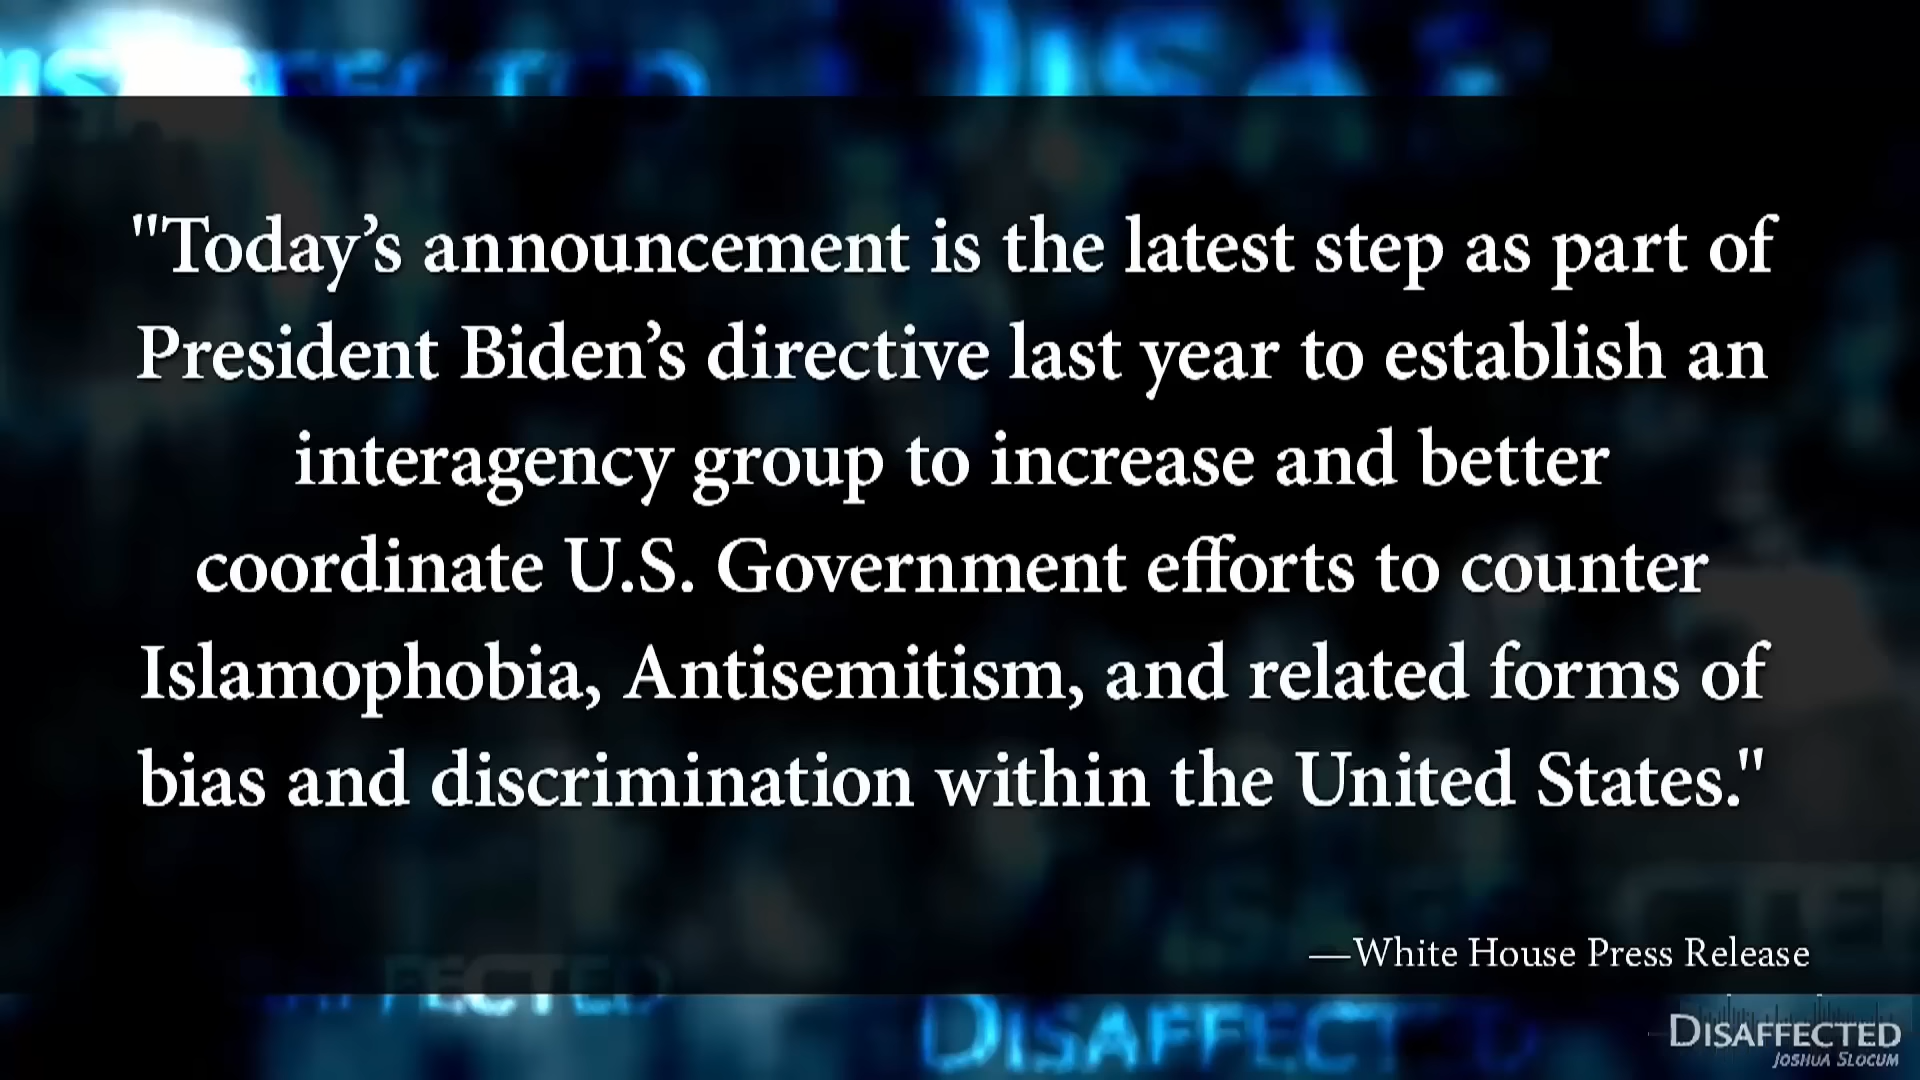 "Today’s announcement is the latest step as part of
President Biden’s directive last year to establish an
interagency group to increase and better
coordinate U.S. Government efforts to counter
Islamophobia, Antisemitism, and related forms of
bias and discrimination within the United States."
—White House Press Release
DISAFFECTED
DISAFFECTED
JOSHUA SLOCUM